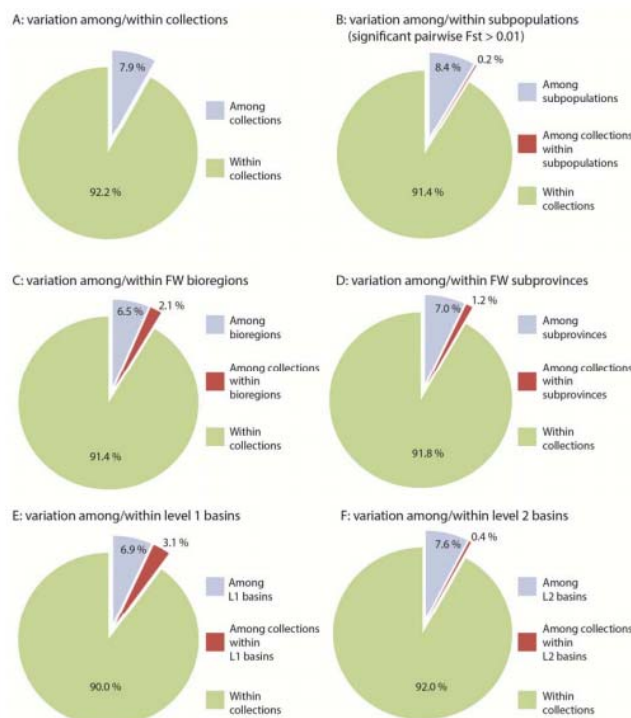 A: variation among/within collections
7.9 %
92.2 %
Among
collections
Within
collections
B: variation among/within subpopulations
(significant pairwise Fst > 0.01)
8.4 %
0.2 %
91.4 %
Among
subpopulations
Among collections
within
subpopulations
Within
collections
C: variation among/within FW bioregions
6.5 %
2.1 %
91.4 %
Among
bioregions
Among collections
within
bioregions
Within
collections
D: variation among/within FW subprovinces
7.0 %
1.2 %
91.8 %
Among
subprovinces
Among collections
within
subprovinces
Within
collections
E: variation among/within level 1 basins
6.9 %
3.1 %
90.0 %
Among
L1 basins
Among collections
within
L1 basins
Within
collections
F: variation among/within level 2 basins
7.6 %
0.4 %
92.0 %
Among
L2 basins
Among collections
within
L2 basins
Within
collections